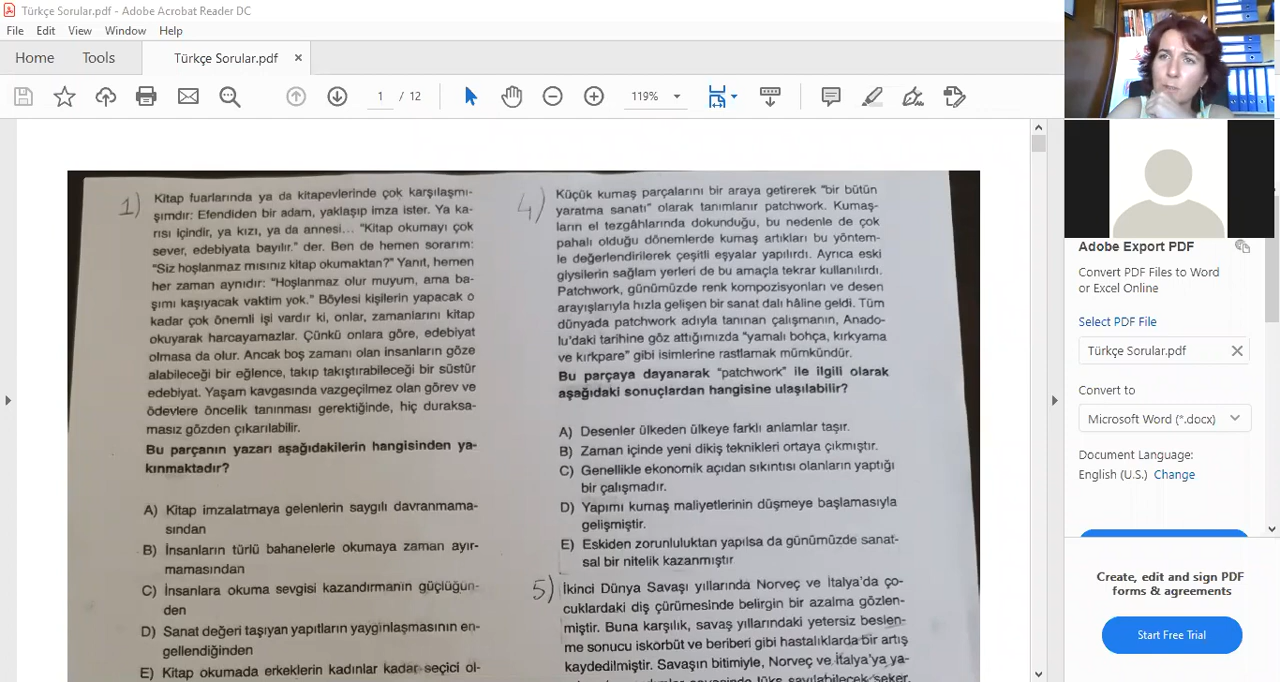 Türkçe Sorular.pdf - Adobe Acrobat Reader DC
File Edit View Window Help
Home Tools Türkçe Sorular.pdf ×
1 / 12 119%
1)
Kitap fuarlarında ya da kitapevlerinde çok karşılaşmı-
şımdır: Efendiden bir adam, yaklaşıp imza ister. Ya ka-
rısı içindir, ya kızı, ya da annesi... "Kitap okumayı çok
sever, edebiyata bayılır." der. Ben de hemen sorarım:
"Siz hoşlanmaz mısınız kitap okumaktan?" Yanıt, hemen
her zaman aynıdır: "Hoşlanmaz olur muyum, ama ba-
şımı kaşıyacak vaktim yok." Böylesi kişilerin yapacak o
kadar çok önemli işi vardır ki, onlar, zamanlarını kitap
okuyarak harcayamazlar. Çünkü onlara göre, edebiyat
olmasa da olur. Ancak boş zamanı olan insanların göze
alabileceği bir eğlence, takıp takıştırabileceği bir süstür
edebiyat. Yaşam kavgasında vazgeçilmez olan görev ve
ödevlere öncelik tanınması gerektiğinde, hiç duraksa-
masız gözden çıkarılabilir.
Bu parçanın yazarı aşağıdakilerin hangisinden ya-
kınmaktadır?
A) Kitap imzalatmaya gelenlerin saygılı davranmama-
sından
B) İnsanların türlü bahanelerle okumaya zaman ayır-
mamasından
C) İnsanlara okuma sevgisi kazandırmanın güçlüğün-
den
D) Sanat değeri taşıyan yapıtların yaygınlaşmasının en-
gellendiğinden
E) Kitap okumada erkeklerin kadınlar kadar seçici ol-
4)
Küçük kumaş parçalarını bir araya getirerek "bir bütün
yaratma sanatı" olarak tanımlanır patchwork. Kumaş-
ların el tezgâhlarında dokunduğu, bu nedenle de çok
pahalı olduğu dönemlerde kumaş artıkları bu yöntem-
le değerlendirilerek çeşitli eşyalar yapılırdı. Ayrıca eski
giysilerin sağlam yerleri de bu amaçla tekrar kullanılırdı.
Patchwork, günümüzde renk kompozisyonları ve desen
arayışlarıyla hızla gelişen bir sanat dalı hâline geldi. Tüm
dünyada patchwork adıyla tanınan çalışmanın, Anado-
lu'daki tarihine göz attığımızda "yamalı bohça, kırkyama
ve kırkpare" gibi isimlerine rastlamak mümkündür.
Bu parçaya dayanarak "patchwork" ile ilgili olarak
aşağıdaki sonuçlardan hangisine ulaşılabilir?
A) Desenler ülkeden ülkeye farklı anlamlar taşır.
B) Zaman içinde yeni dikiş teknikleri ortaya çıkmıştır.
C) Genellikle ekonomik açıdan sıkıntısı olanların yaptığı
bir çalışmadır.
D) Yapımı kumaş maliyetlerinin düşmeye başlamasıyla
gelişmiştir.
E) Eskiden zorunluluktan yapılsa da günümüzde sanat-
sal bir nitelik kazanmıştır
5)
İkinci Dünya Savaşı yıllarında Norveç ve İtalya'da ço-
cuklardaki diş çürümesinde belirgin bir azalma gözlen-
miştir. Buna karşılık, savaş yıllarındaki yetersiz beslen-
me sonucu iskorbüt ve beriberi gibi hastalıklarda bir artış
kaydedilmiştir. Savaşın bitimiyle, Norveç ve İtalya'ya ya-
lüks sayılabilecek şeker,
Adobe Export PDF
Convert PDF Files to Word
or Excel Online
Select PDF File
Türkçe Sorular.pdf
Convert to
Microsoft Word (*.docx)
Document Language:
English (U.S.) Change
Create, edit and sign PDF
forms & agreements
Start Free Trial